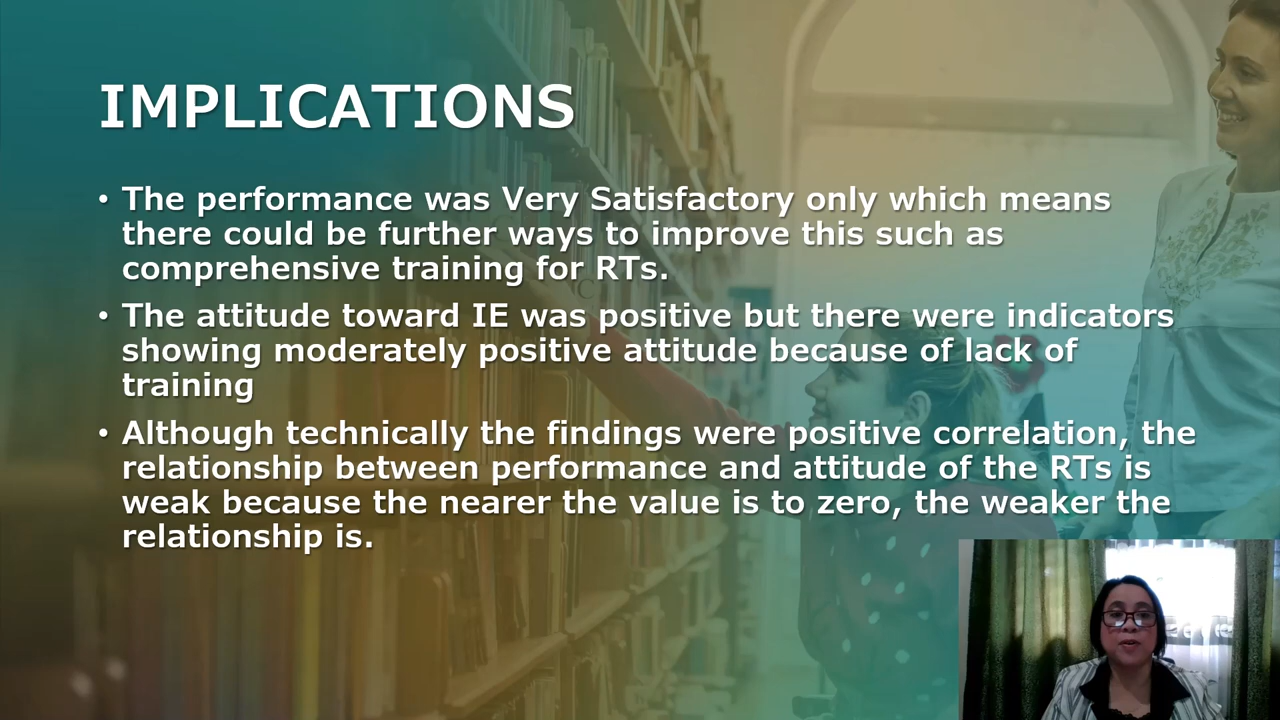 IMPLICATIONS
• The performance was Very Satisfactory only which means
there could be further ways to improve this such as
comprehensive training for RTs.
• The attitude toward IE was positive but there were indicators
showing moderately positive attitude because of lack of
training
• Although technically the findings were positive correlation, the
relationship between performance and attitude of the RTs is
weak because the nearer the value is to zero, the weaker the
relationship is.